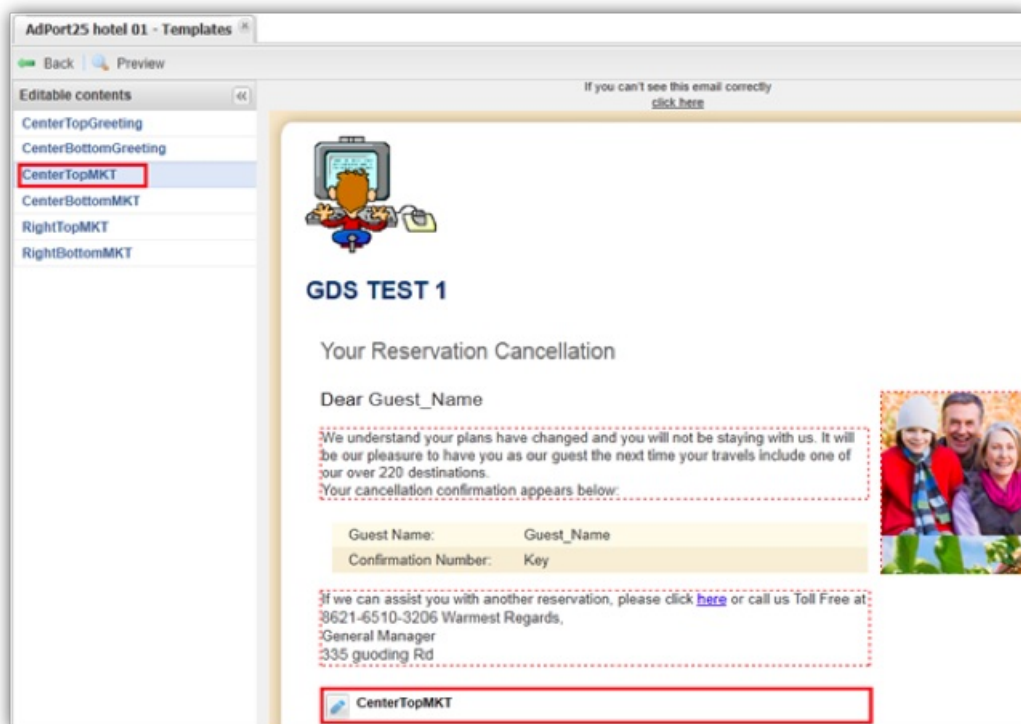 AdPort25 hotel 01 - Templates
Back
Preview
Editable contents
CenterTopGreeting
CenterBottomGreeting
CenterTopMKT
CenterBottomMKT
RightTopMKT
RightBottomMKT
If you can't see this email correctly
click here
GDS TEST 1
Your Reservation Cancellation
Dear Guest_Name
We understand your plans have changed and you will not be staying with us. It will
be our pleasure to have you as our guest the next time your travels include one of
our over 220 destinations.
Your cancellation confirmation appears below:
Guest Name: Guest_Name
Confirmation Number: Key
If we can assist you with another reservation, please click here or call us Toll Free at
8621-6510-3206 Warmest Regards,
General Manager
335 guoding Rd
CenterTopMKT